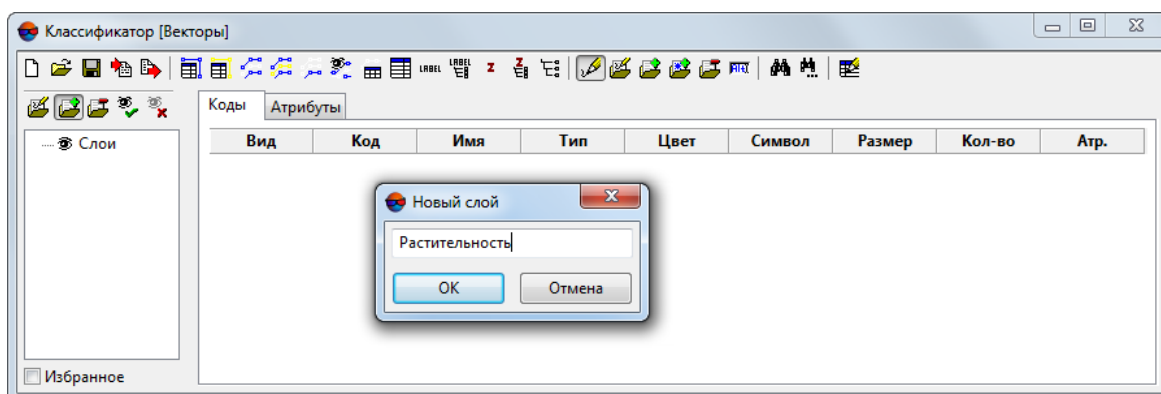 Классификатор [Векторы]
LABEL LABEL Z Z
Коды Атрибуты
Слои
Вид Код Имя Тип Цвет Символ Размер Кол-во Атр.
Новый слой
Растительность
OK Отмена
Избранное